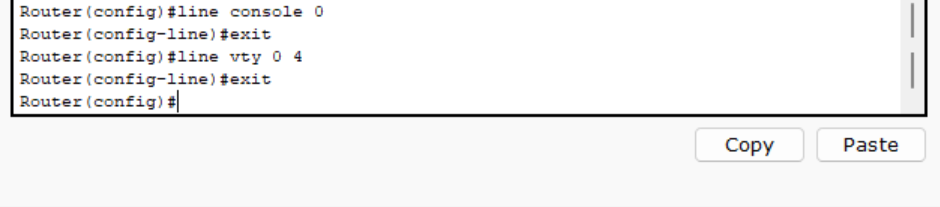 Router(config)#line console 0
Router(config-line)#exit
Router(config)#line vty 0 4
Router(config-line)#exit
Router(config)#
Copy
Paste